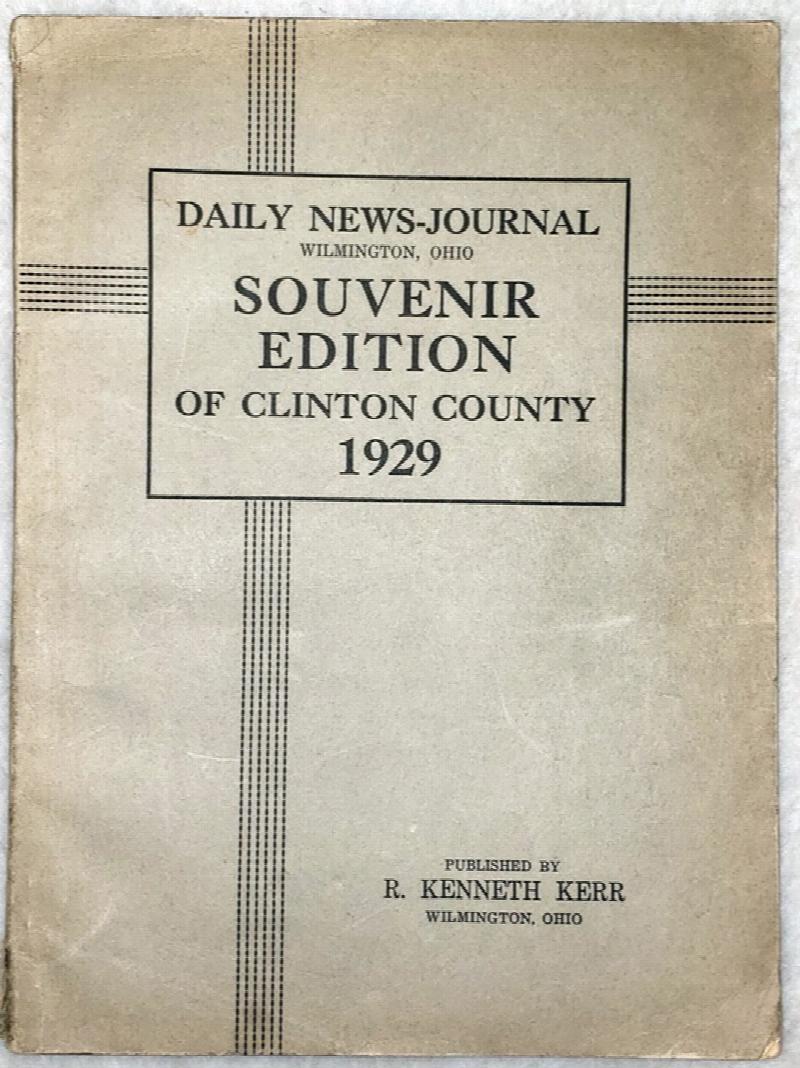 DAILY NEWS-JOURNAL
WILMINGTON, OHIO
SOUVENIR
EDITION
OF CLINTON COUNTY
1929
PUBLISHED BY
R. KENNETH KERR
WILMINGTON, OHIO